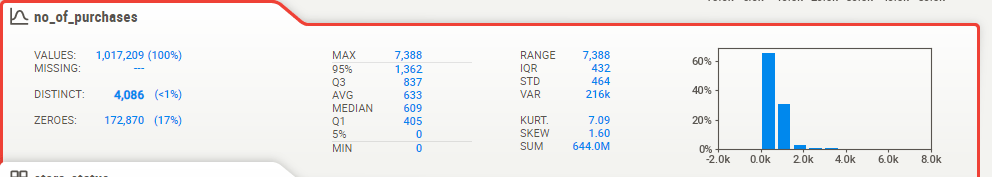 no_of_purchases
VALUES: 1,017,209 (100%)
MISSING: ---
DISTINCT: 4,086 (<1%)
ZEROES: 172,870 (17%)
MAX 7,388
95% 1,362
Q3 837
AVG 633
MEDIAN 609
Q1 405
5% 0
MIN 0
RANGE 7,388
IQR 432
STD 464
VAR 216k
KURT. 7.09
SKEW 1.60
SUM 644.0M
60%
40%
20%
0%
-2.0k 0.0k 2.0k 4.0k 6.0k 8.0k